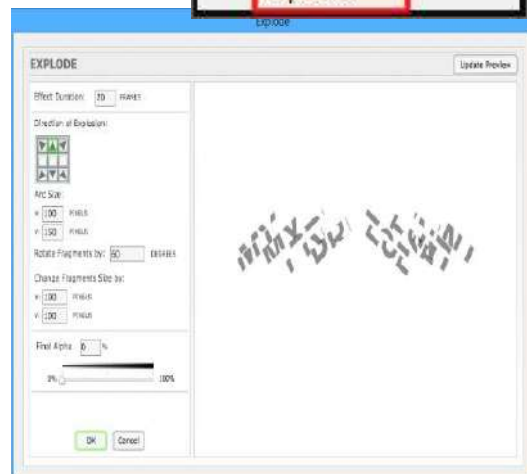 Explode
EXPLODE
Update Preview
Effect Duration: 20 FRAMES
Direction of Explosion:
Arc Size:
x: 100 PIXELS
Y: 150 PIXELS
Rotate Fragments by: 60 DEGREES
Change Fragments Size by:
x: 100 PIXELS
Y: 100 PIXELS
Final Alpha: 0 %
0% 100%
OK Cancel